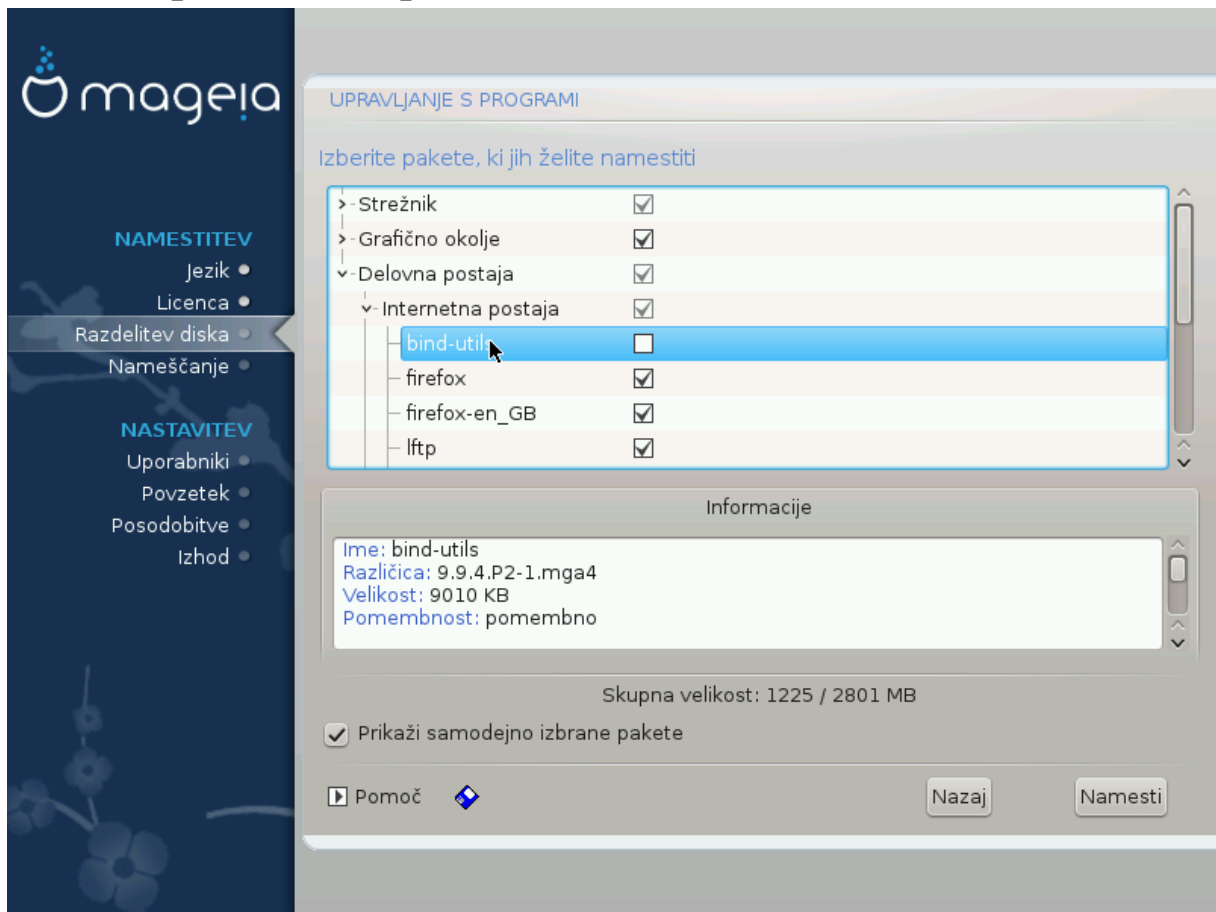 mageia
NAMESTITEV
Jezik
Licenca
Razdelitev diska
Nameščanje
NASTAVITEV
Uporabniki
Povzetek
Posodobitve
Izhod
UPRAVLJANJE S PROGRAMI
Izberite pakete, ki jih želite namestiti
Strežnik
Grafično okolje
Delovna postaja
Internetna postaja
bind-utils
firefox
firefox-en_GB
lftp
Informacije
Ime: bind-utils
Različica: 9.9.4.P2-1.mga4
Velikost: 9010 KB
Pomembnost: pomembno
Skupna velikost: 1225 / 2801 MB
Prikaži samodejno izbrane pakete
Pomoč
Nazaj
Namesti